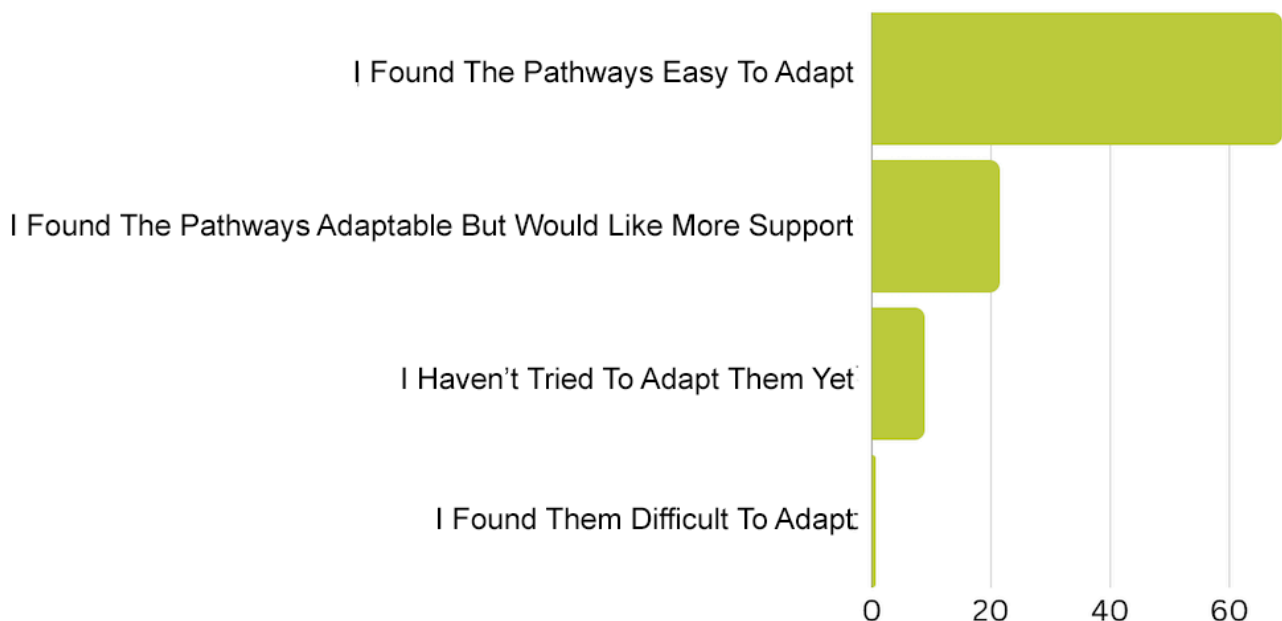 I Found The Pathways Easy To Adapt
I Found The Pathways Adaptable But Would Like More Support
I Haven’t Tried To Adapt Them Yet
I Found Them Difficult To Adapt
0 20 40 60